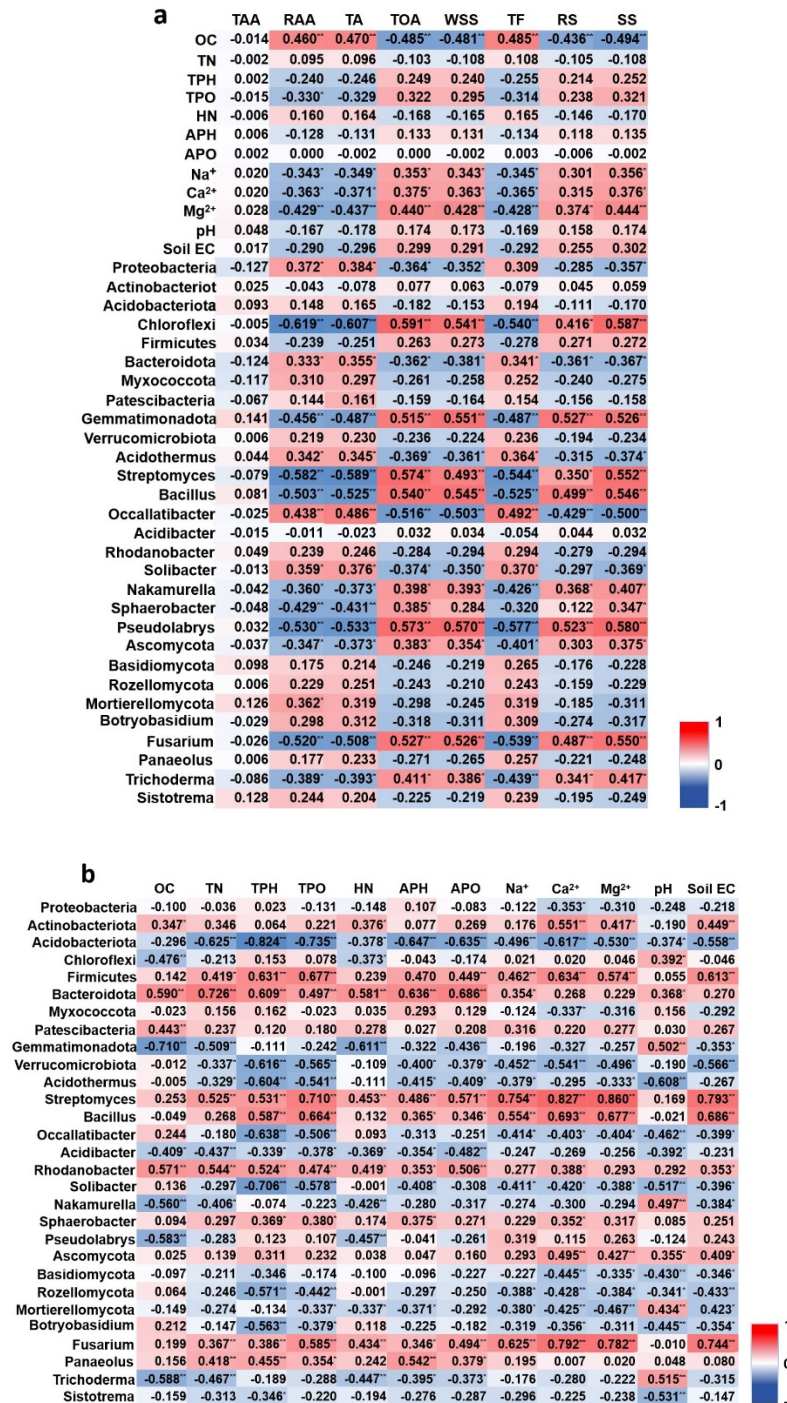 a
TAA RAA TA TOA WSS TF RS SS
OC -0.014 0.460** 0.470** -0.485** -0.481** 0.485** -0.436** -0.494**
TN -0.002 0.095 0.096 -0.103 -0.108 0.108 -0.105 -0.108
TPH 0.002 -0.240 -0.246 0.249 0.240 -0.255 0.214 0.252
TPO -0.015 -0.330* -0.329 0.322 0.295 -0.314 0.238 0.321
HN -0.006 0.160 0.164 -0.168 -0.165 0.165 -0.146 -0.170
APH 0.006 -0.128 -0.131 0.133 0.131 -0.134 0.118 0.135
APO 0.002 0.000 -0.002 0.000 -0.002 0.003 -0.006 -0.002
Na⁺ 0.020 -0.343* -0.349* 0.353* 0.343* -0.345* 0.301 0.356*
Ca²⁺ 0.020 -0.363* -0.371* 0.375* 0.363* -0.365* 0.315 0.376*
Mg²⁺ 0.028 -0.429** -0.437** 0.440** 0.428** -0.428** 0.374* 0.444**
pH 0.048 -0.167 -0.178 0.174 0.173 -0.169 0.158 0.174
Soil EC 0.017 -0.290 -0.296 0.299 0.291 -0.292 0.255 0.302
Proteobacteria -0.127 0.372* 0.384* -0.364* -0.352* 0.309 -0.285 -0.357*
Actinobacteriot 0.025 -0.043 -0.078 0.077 0.063 -0.079 0.045 0.059
Acidobacteriota 0.093 0.148 0.165 -0.182 -0.153 0.194 -0.111 -0.170
Chloroflexi -0.005 -0.619** -0.607** 0.591** 0.541** -0.540** 0.416* 0.587**
Firmicutes 0.034 -0.239 -0.251 0.263 0.273 -0.278 0.271 0.272
Bacteroidota -0.124 0.333* 0.355* -0.362* -0.381* 0.341* -0.361* -0.367*
Myxococcota -0.117 0.310 0.297 -0.261 -0.258 0.252 -0.240 -0.275
Patescibacteria -0.067 0.144 0.161 -0.159 -0.164 0.154 -0.156 -0.158
Gemmatimonadota 0.141 -0.456** -0.487** 0.515** 0.551** -0.487** 0.527** 0.526**
Verrucomicrobiota 0.006 0.219 0.230 -0.236 -0.224 0.236 -0.194 -0.234
Acidothermus 0.044 0.342* 0.345* -0.369* -0.361* 0.364* -0.315 -0.374*
Streptomyces -0.079 -0.582** -0.589** 0.574** 0.493** -0.544** 0.350* 0.552**
Bacillus 0.081 -0.503** -0.525** 0.540** 0.545** -0.525** 0.499** 0.546**
Occallatibacter -0.025 0.438** 0.486** -0.516** -0.503** 0.492** -0.429** -0.500**
Acidibacter -0.015 -0.011 -0.023 0.032 0.034 -0.054 0.044 0.032
Rhodanobacter 0.049 0.239 0.246 -0.284 -0.294 0.294 -0.279 -0.294
Solibacter -0.013 0.359* 0.376* -0.374* -0.350* 0.370* -0.297 -0.369*
Nakamurella -0.042 -0.360* -0.373* 0.398* 0.393* -0.426** 0.368* 0.407*
Sphaerobacter -0.048 -0.429** -0.431** 0.385* 0.284 -0.320 0.122 0.347*
Pseudolabrys 0.032 -0.530** -0.533** 0.573** 0.570** -0.577** 0.523** 0.580**
Ascomycota -0.037 -0.347* -0.373* 0.383* 0.354* -0.401* 0.303 0.375*
Basidiomycota 0.098 0.175 0.214 -0.246 -0.219 0.265 -0.176 -0.228
Rozellomycota 0.006 0.229 0.251 -0.243 -0.210 0.243 -0.159 -0.229
Mortierellomycota 0.126 0.362* 0.319 -0.298 -0.245 0.319 -0.185 -0.311
Botryobasidium -0.029 0.298 0.312 -0.318 -0.311 0.309 -0.274 -0.317
Fusarium -0.026 -0.520** -0.508** 0.527** 0.526** -0.539** 0.487** 0.550**
Panaeolus 0.006 0.177 0.233 -0.271 -0.265 0.257 -0.221 -0.248
Trichoderma -0.086 -0.389* -0.393* 0.411* 0.386* -0.439** 0.341* 0.417*
Sistotrema 0.128 0.244 0.204 -0.225 -0.219 0.239 -0.195 -0.249
1
0
-1
b
OC TN TPH TPO HN APH APO Na⁺ Ca²⁺ Mg²⁺ pH Soil EC
Proteobacteria -0.100 -0.036 0.023 -0.131 -0.148 0.107 -0.083 -0.122 -0.353* -0.310 -0.248 -0.218
Actinobacteriota 0.347* 0.346 0.064 0.221 0.376* 0.077 0.269 0.176 0.551** 0.417* -0.190 0.449**
Acidobacteriota -0.296 -0.625** -0.824** -0.735** -0.378* -0.647** -0.635** -0.496** -0.617** -0.530** -0.374* -0.558**
Chloroflexi -0.476** -0.213 0.153 0.078 -0.373* -0.043 -0.174 0.021 0.020 0.046 0.392* -0.046
Firmicutes 0.142 0.419* 0.631** 0.677** 0.239 0.470 0.449** 0.462** 0.634** 0.574** 0.055 0.613**
Bacteroidota 0.590** 0.726** 0.609** 0.497** 0.581** 0.636** 0.686** 0.354* 0.268 0.229 0.368* 0.270
Myxococcota -0.023 0.156 0.162 -0.023 0.035 0.293 0.129 -0.124 -0.337* -0.316 0.156 -0.292
Patescibacteria 0.443** 0.237 0.120 0.180 0.278 0.027 0.208 0.316 0.220 0.277 0.030 0.267
Gemmatimonadota -0.710** -0.509** -0.111 -0.242 -0.611** -0.322 -0.436** -0.196 -0.327 -0.257 0.502** -0.353*
Verrucomicrobiota -0.012 -0.337* -0.616** -0.565** -0.109 -0.400* -0.379* -0.452** -0.541** -0.496* -0.190 -0.566**
Acidothermus -0.005 -0.329* -0.604** -0.541** -0.111 -0.415* -0.409* -0.379* -0.295 -0.333* -0.608** -0.267
Streptomyces 0.253 0.525** 0.531** 0.710** 0.453** 0.486** 0.571** 0.754** 0.827** 0.860** 0.169 0.793**
Bacillus -0.049 0.268 0.587** 0.664** 0.132 0.365* 0.346* 0.554** 0.693** 0.677** -0.021 0.686**
Occallatibacter 0.244 -0.180 -0.638** -0.506** 0.093 -0.313 -0.251 -0.414* -0.403* -0.404* -0.462** -0.399*
Acidibacter -0.409* -0.437** -0.339* -0.378* -0.369* -0.354* -0.482** -0.247 -0.269 -0.256 -0.392* -0.231
Rhodanobacter 0.571** 0.544** 0.524** 0.474** 0.419* 0.353* 0.506** 0.277 0.388* 0.293 0.292 0.353*
Solibacter 0.136 -0.297 -0.706** -0.578** -0.001 -0.408* -0.308 -0.411* -0.420* -0.388* -0.517** -0.396*
Nakamurella -0.560** -0.406* -0.074 -0.223 -0.426** -0.280 -0.317 -0.274 -0.300 -0.294 0.497** -0.384*
Sphaerobacter 0.094 0.297 0.369* 0.380* 0.174 0.375* 0.271 0.229 0.352* 0.317 0.085 0.251
Pseudolabrys -0.583** -0.283 0.123 0.107 -0.457** -0.041 -0.261 0.319 0.115 0.263 -0.124 0.243
Ascomycota 0.025 0.139 0.311 0.232 0.038 0.047 0.160 0.293 0.495** 0.427** 0.355* 0.409*
Basidiomycota -0.097 -0.211 -0.346 -0.174 -0.100 -0.096 -0.227 -0.227 -0.445** -0.335* -0.430** -0.346*
Rozellomycota 0.064 -0.246 -0.571** -0.442** -0.001 -0.297 -0.250 -0.388* -0.428** -0.384* -0.341* -0.433**
Mortierellomycota -0.149 -0.274 -0.134 -0.337* -0.337* -0.371* -0.292 -0.380* -0.425** -0.467** 0.434** 0.423*
Botryobasidium 0.212 -0.147 -0.563** -0.379* 0.118 -0.225 -0.182 -0.319 -0.356* -0.311 -0.445** -0.354*
Fusarium 0.199 0.367** 0.386** 0.585** 0.434** 0.346* 0.494** 0.625** 0.792** 0.782** -0.010 0.744**
Panaeolus 0.156 0.418** 0.455** 0.354* 0.242 0.542** 0.379* 0.195 0.007 0.020 0.048 0.080
Trichoderma -0.588** -0.467** -0.189 -0.288 -0.447** -0.395* -0.373* -0.176 -0.280 -0.222 0.515** -0.315
Sistotrema -0.159 -0.313 -0.346* -0.220 -0.194 -0.276 -0.287 -0.296 -0.225 -0.238 -0.531** -0.147